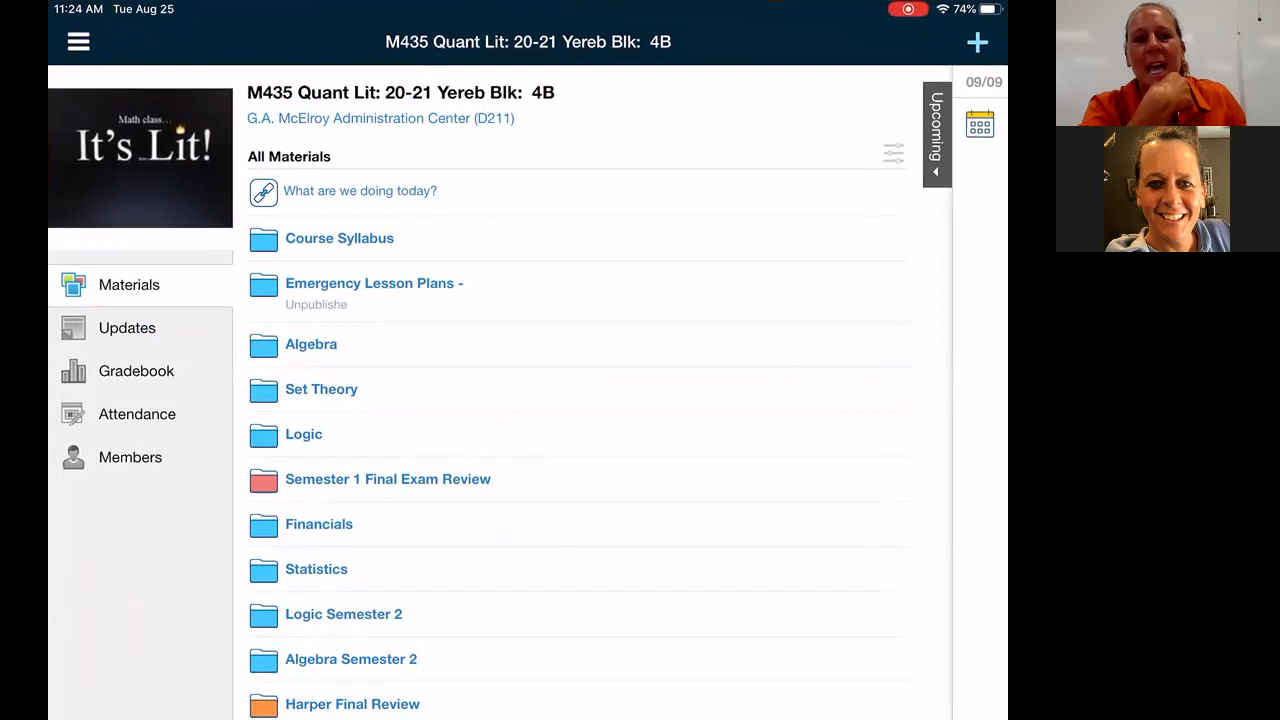 11:24 AM Tue Aug 25
74%
M435 Quant Lit: 20-21 Yereb Blk: 4B
Math class...
It's Lit!
Materials
Updates
Gradebook
Attendance
Members
M435 Quant Lit: 20-21 Yereb Blk: 4B
G.A. McElroy Administration Center (D211)
All Materials
What are we doing today?
Course Syllabus
Emergency Lesson Plans -
Unpublishe
Algebra
Set Theory
Logic
Semester 1 Final Exam Review
Financials
Statistics
Logic Semester 2
Algebra Semester 2
Harper Final Review
Upcoming
09/09